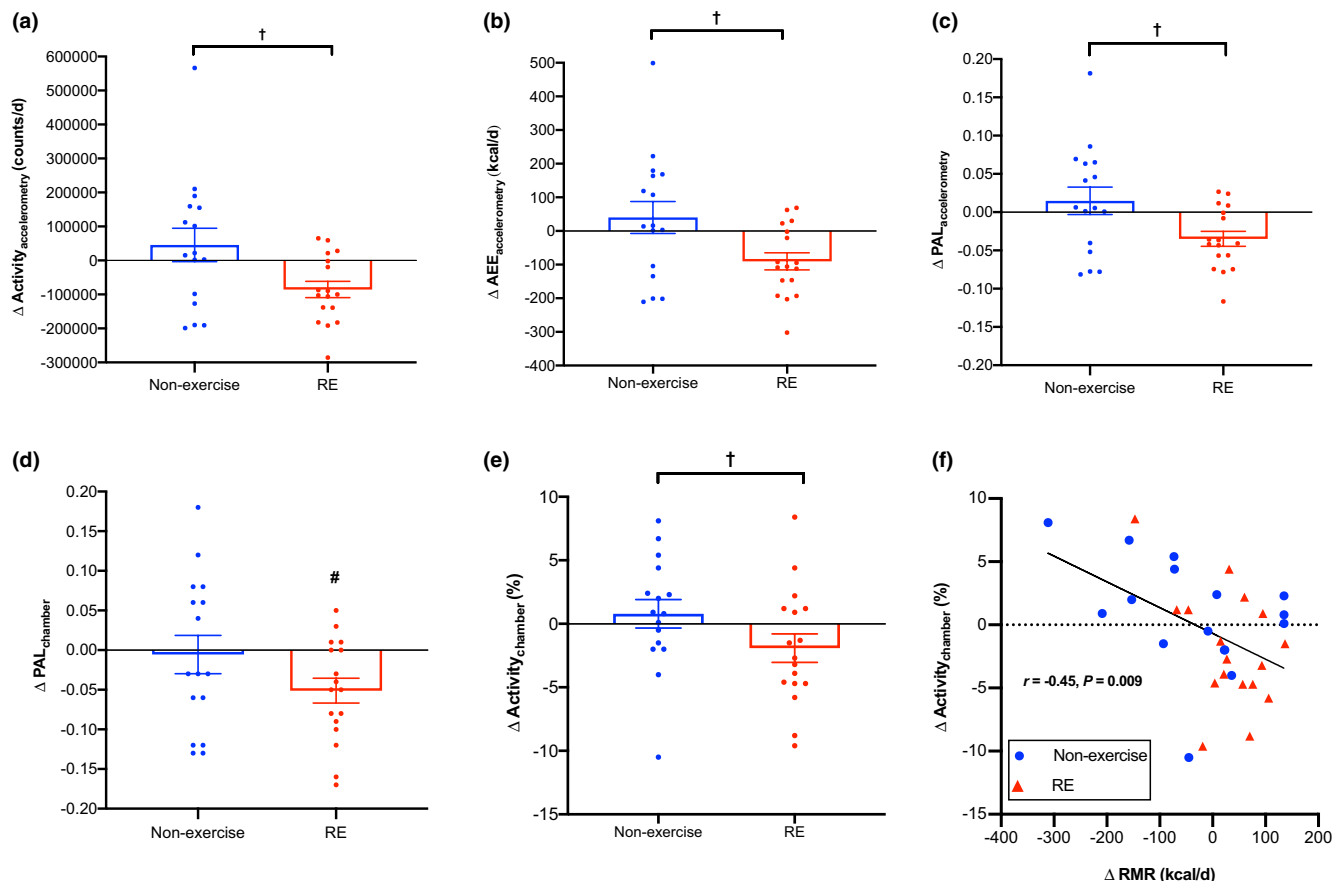 (a)
†
600000
500000
400000
300000
200000
100000
0
-100000
-200000
-300000
Δ Activityaccelerometry (counts/d)
Non-exercise
RE
(b)
†
500
400
300
200
100
0
-100
-200
-300
-400
Δ AEEaccelerometry (kcal/d)
Non-exercise
RE
(c)
†
0.20
0.15
0.10
0.05
0.00
-0.05
-0.10
-0.15
-0.20
Δ PALaccelerometry
Non-exercise
RE
(d)
#
0.20
0.15
0.10
0.05
0.00
-0.05
-0.10
-0.15
-0.20
Δ PALchamber
Non-exercise
RE
(e)
†
10
5
0
-5
-10
-15
Δ Activitychamber (%)
Non-exercise
RE
(f)
10
5
0
-5
-10
-15
Δ Activitychamber (%)
r = -0.45, P = 0.009
Non-exercise
RE
-400
-300
-200
-100
0
100
200
Δ RMR (kcal/d)